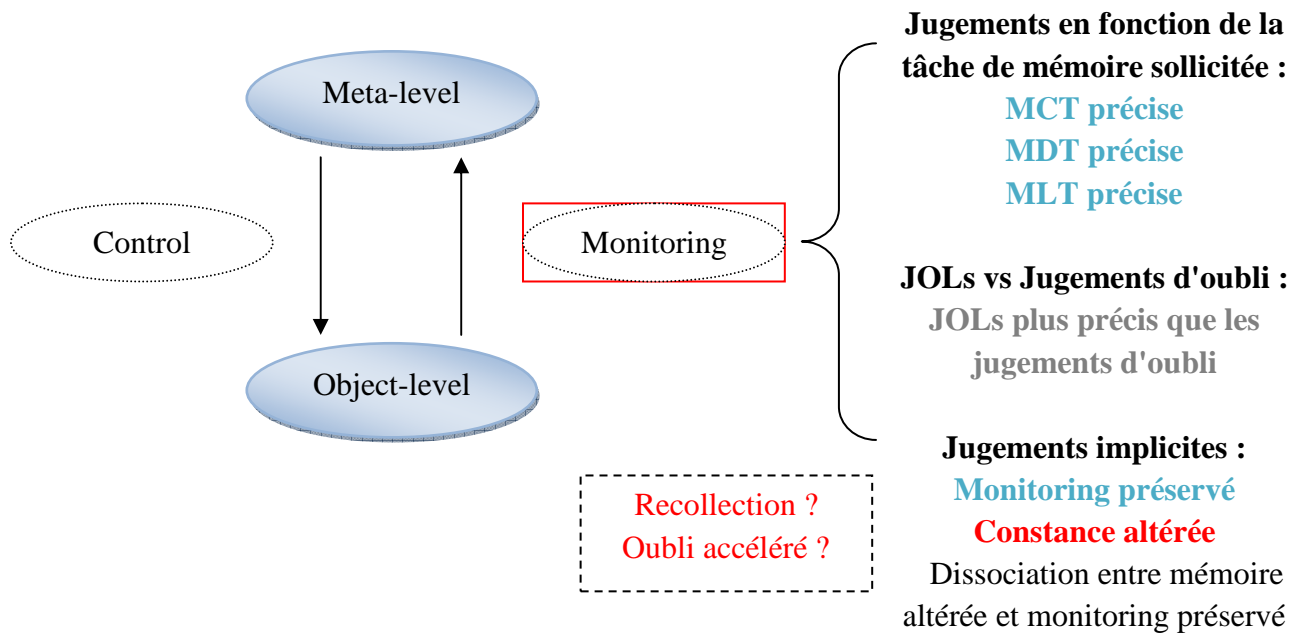 Meta-level
Control
Monitoring
Object-level
Recollection ?
Oubli accéléré ?
Jugements en fonction de la
tâche de mémoire sollicitée :
MCT précise
MDT précise
MLT précise
JOLs vs Jugements d'oubli :
JOLs plus précis que les
jugements d'oubli
Jugements implicites :
Monitoring préservé
Constance altérée
Dissociation entre mémoire
altérée et monitoring préservé